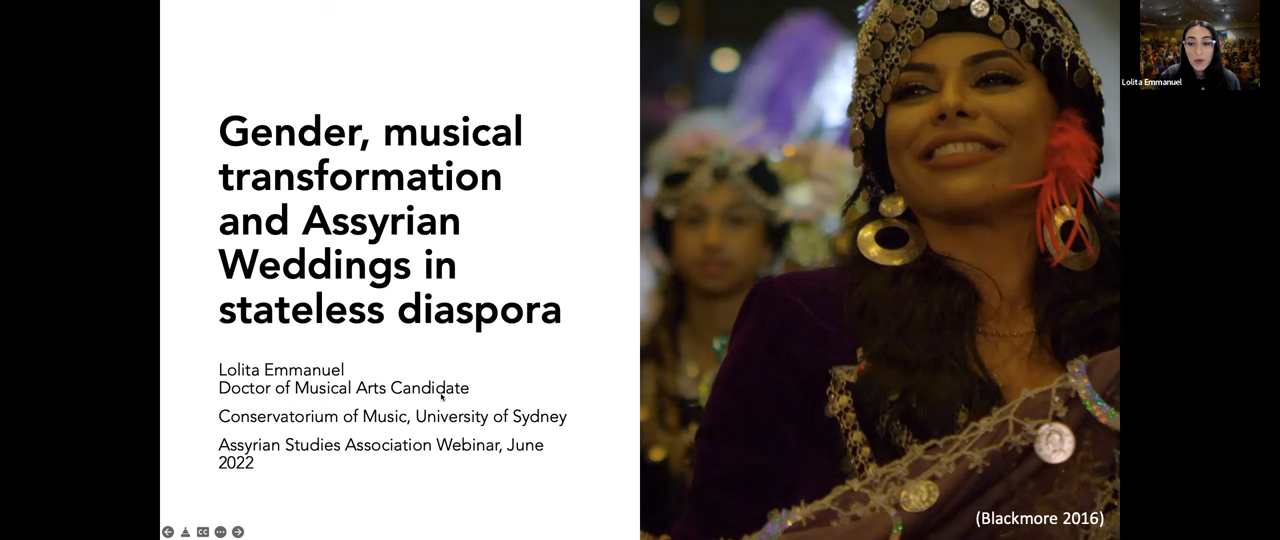 Gender, musical
transformation
and Assyrian
Weddings in
stateless diaspora
Lolita Emmanuel
Doctor of Musical Arts Candidate
Conservatorium of Music, University of Sydney
Assyrian Studies Association Webinar, June
2022
(Blackmore 2016)
Lolita Emmanuel
CC